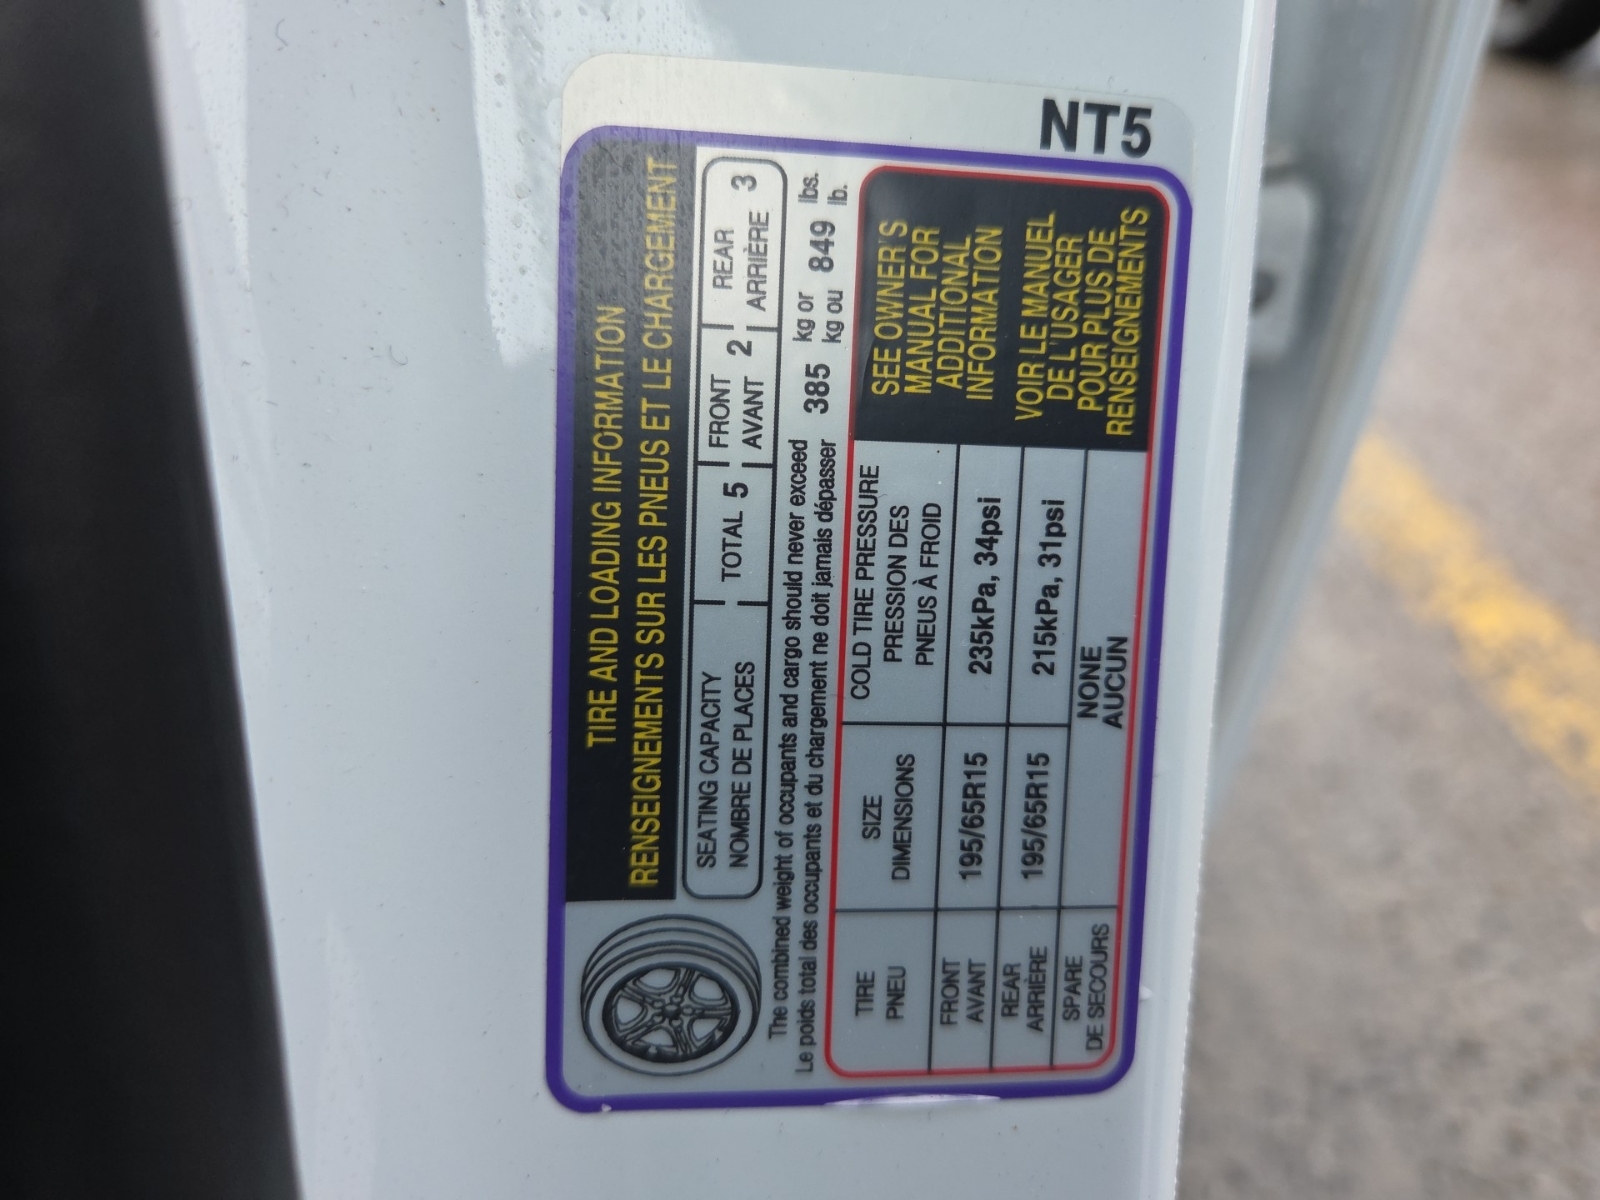 NT5
TIRE AND LOADING INFORMATION
RENSEIGNEMENTS SUR LES PNEUS ET LE CHARGEMENT
SEATING CAPACITY
NOMBRE DE PLACES
TOTAL 5
FRONT
AVANT 2
REAR
ARRIÈRE 3
The combined weight of occupants and cargo should never exceed 385 kg or 849 lbs.
Le poids total des occupants et du chargement ne doit jamais dépasser kg ou lb.
TIRE
PNEU
SIZE
DIMENSIONS
COLD TIRE PRESSURE
PRESSION DES
PNEUS À FROID
FRONT
AVANT
195/65R15
235kPa, 34psi
REAR
ARRIÈRE
195/65R15
215kPa, 31psi
SPARE
DE SECOURS
NONE
AUCUN
SEE OWNER'S
MANUAL FOR
ADDITIONAL
INFORMATION
VOIR LE MANUEL
DE L'USAGER
POUR PLUS DE
RENSEIGNEMENTS